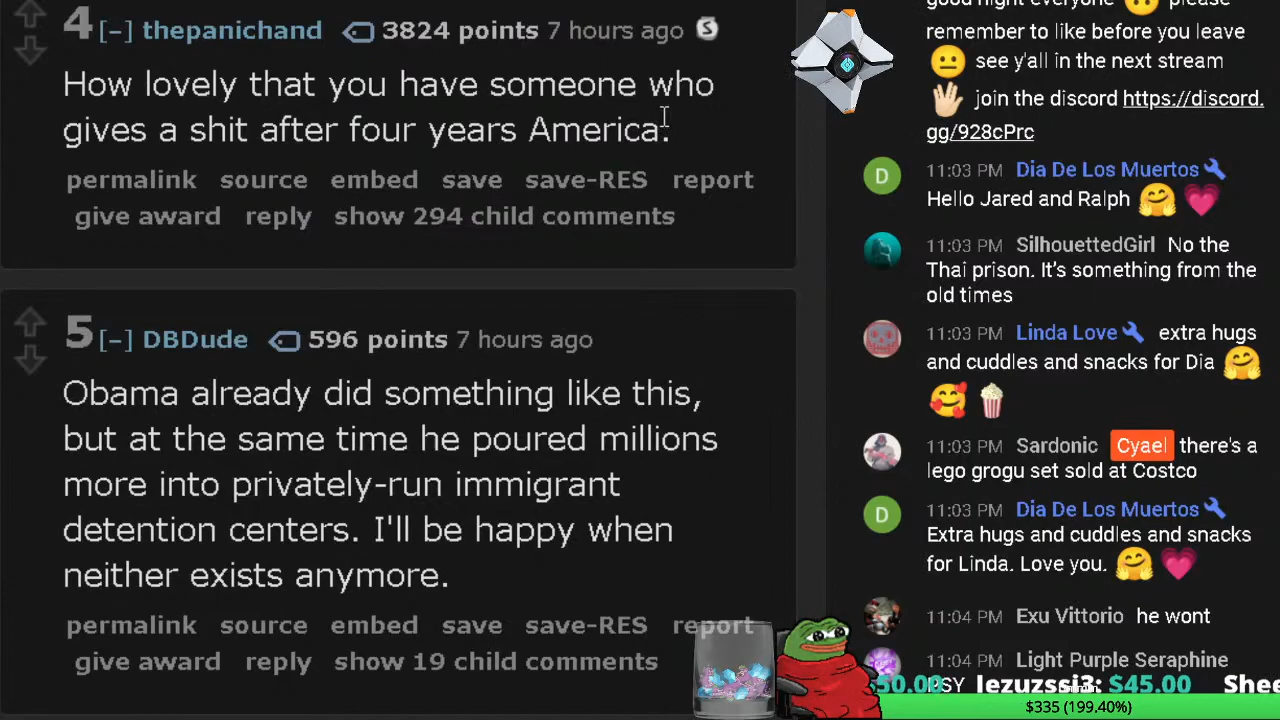 4 [–] thepanichand 3824 points 7 hours ago S
How lovely that you have someone who
gives a shit after four years America.
permalink source embed save save-RES report
give award reply show 294 child comments
5 [–] DBDude 596 points 7 hours ago
Obama already did something like this,
but at the same time he poured millions
more into privately-run immigrant
detention centers. I'll be happy when
neither exists anymore.
permalink source embed save save-RES report
give award reply show 19 child comments
good night everyone please
remember to like before you leave
see y'all in the next stream
join the discord https://discord.
gg/928cPrc
D
11:03 PM Dia De Los Muertos
Hello Jared and Ralph
11:03 PM SilhouettedGirl No the
Thai prison. It's something from the
old times
11:03 PM Linda Love extra hugs
and cuddles and snacks for Dia
11:03 PM Sardonic Cyael there's a
lego grogu set sold at Costco
D
11:03 PM Dia De Los Muertos
Extra hugs and cuddles and snacks
for Linda. Love you.
11:04 PM Exu Vittorio he wont
11:04 PM Light Purple Seraphine
50.00 Iezuzssi3: $45.00 Shee
$335 (199.40%)